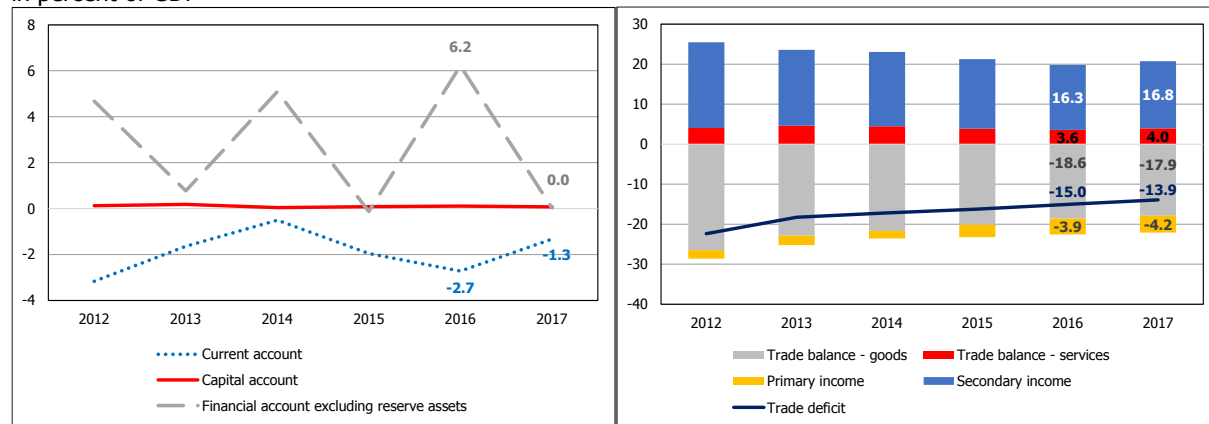 in percent of GDP
8
6
4
2
0
-2
-4
6.2
0.0
-2.7
-1.3
2012 2013 2014 2015 2016 2017
Current account
Capital account
Financial account excluding reserve assets
30
20
10
0
-10
-20
-30
-40
16.3 16.8
3.6 4.0
-18.6 -17.9
-15.0 -13.9
-3.9 -4.2
2012 2013 2014 2015 2016 2017
Trade balance - goods Trade balance - services
Primary income Secondary income
Trade deficit